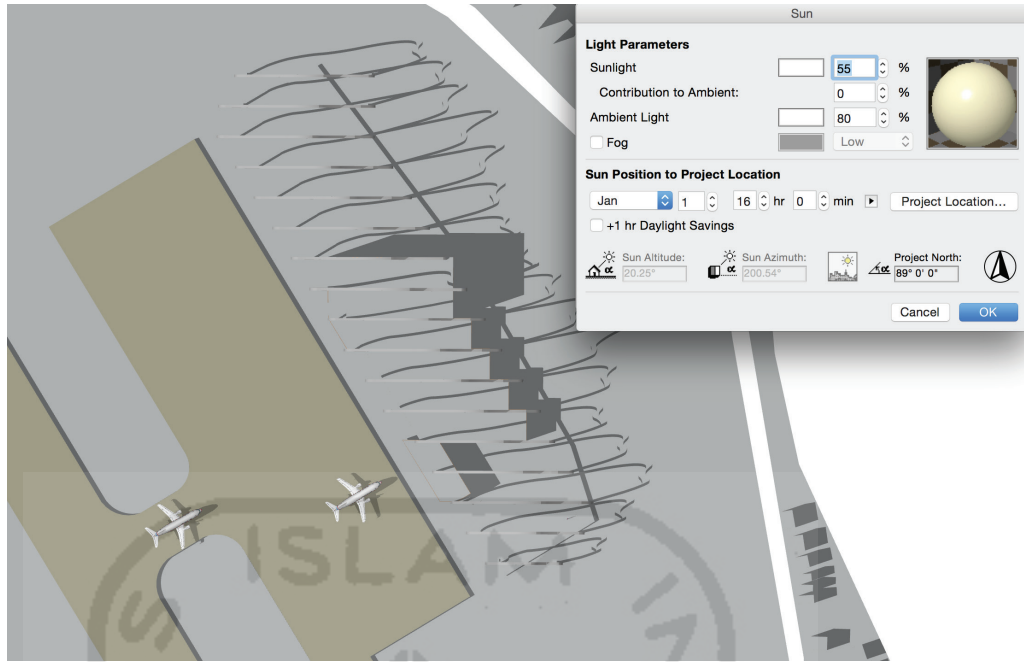 Sun
Light Parameters
Sunlight 55 %
Contribution to Ambient: 0 %
Ambient Light 80 %
Fog Low
Sun Position to Project Location
Jan 1 16 hr 0 min Project Location...
+1 hr Daylight Savings
Sun Altitude: Sun Azimuth: Project North:
α 20.25° α 200.54° α 89° 0' 0"
Cancel OK
ISLAM